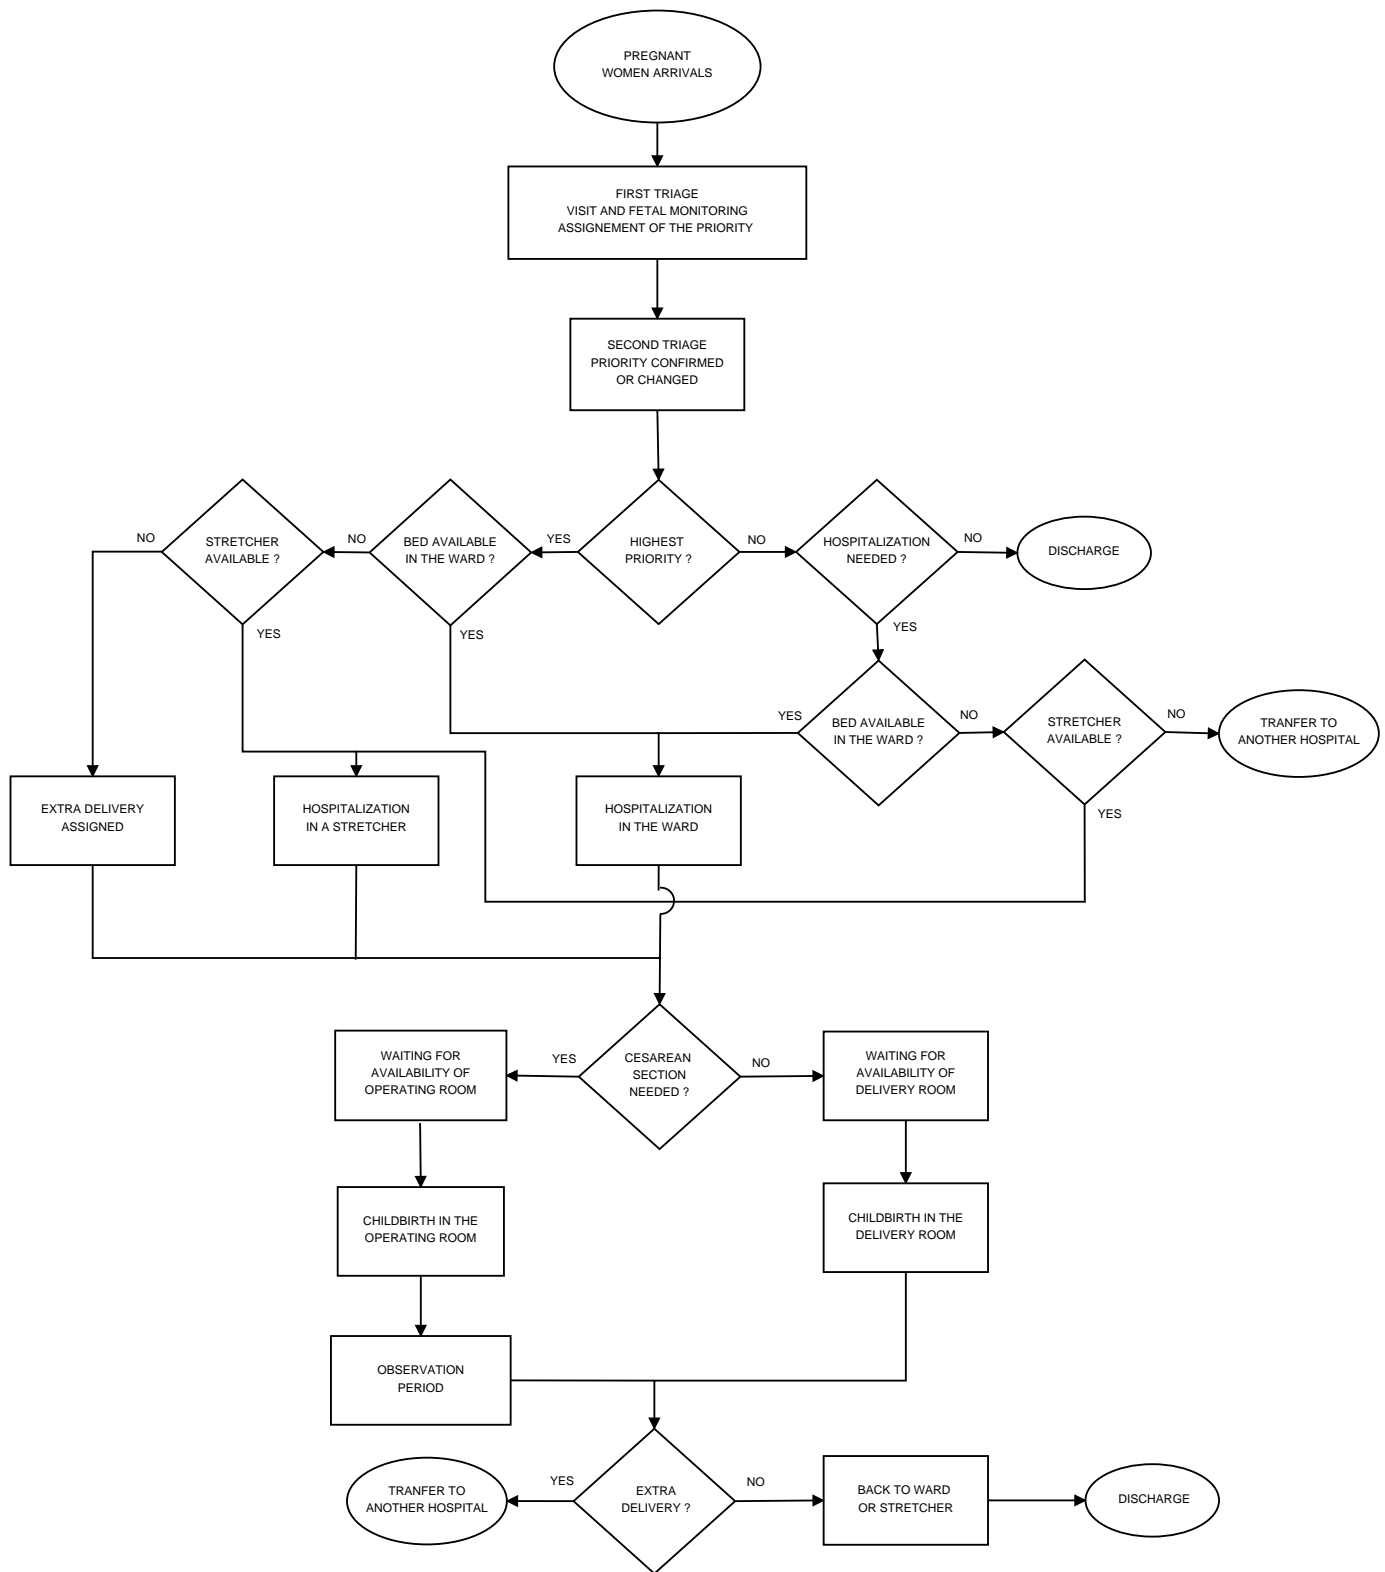 PREGNANT
WOMEN ARRIVALS
FIRST TRIAGE
VISIT AND FETAL MONITORING
ASSIGNEMENT OF THE PRIORITY
SECOND TRIAGE
PRIORITY CONFIRMED
OR CHANGED
NO
STRETCHER
AVAILABLE ?
YES
NO
BED AVAILABLE
IN THE WARD ?
YES
YES
HIGHEST
PRIORITY ?
NO
HOSPITALIZATION
NEEDED ?
NO
YES
DISCHARGE
YES
BED AVAILABLE
IN THE WARD ?
NO
STRETCHER
AVAILABLE ?
NO
YES
TRANFER TO
ANOTHER HOSPITAL
EXTRA DELIVERY
ASSIGNED
HOSPITALIZATION
IN A STRETCHER
HOSPITALIZATION
IN THE WARD
WAITING FOR
AVAILABILITY OF
OPERATING ROOM
YES
CESAREAN
SECTION
NEEDED ?
NO
WAITING FOR
AVAILABILITY OF
DELIVERY ROOM
CHILDBIRTH IN THE
OPERATING ROOM
CHILDBIRTH IN THE
DELIVERY ROOM
OBSERVATION
PERIOD
TRANFER TO
ANOTHER HOSPITAL
YES
EXTRA
DELIVERY ?
NO
BACK TO WARD
OR STRETCHER
DISCHARGE